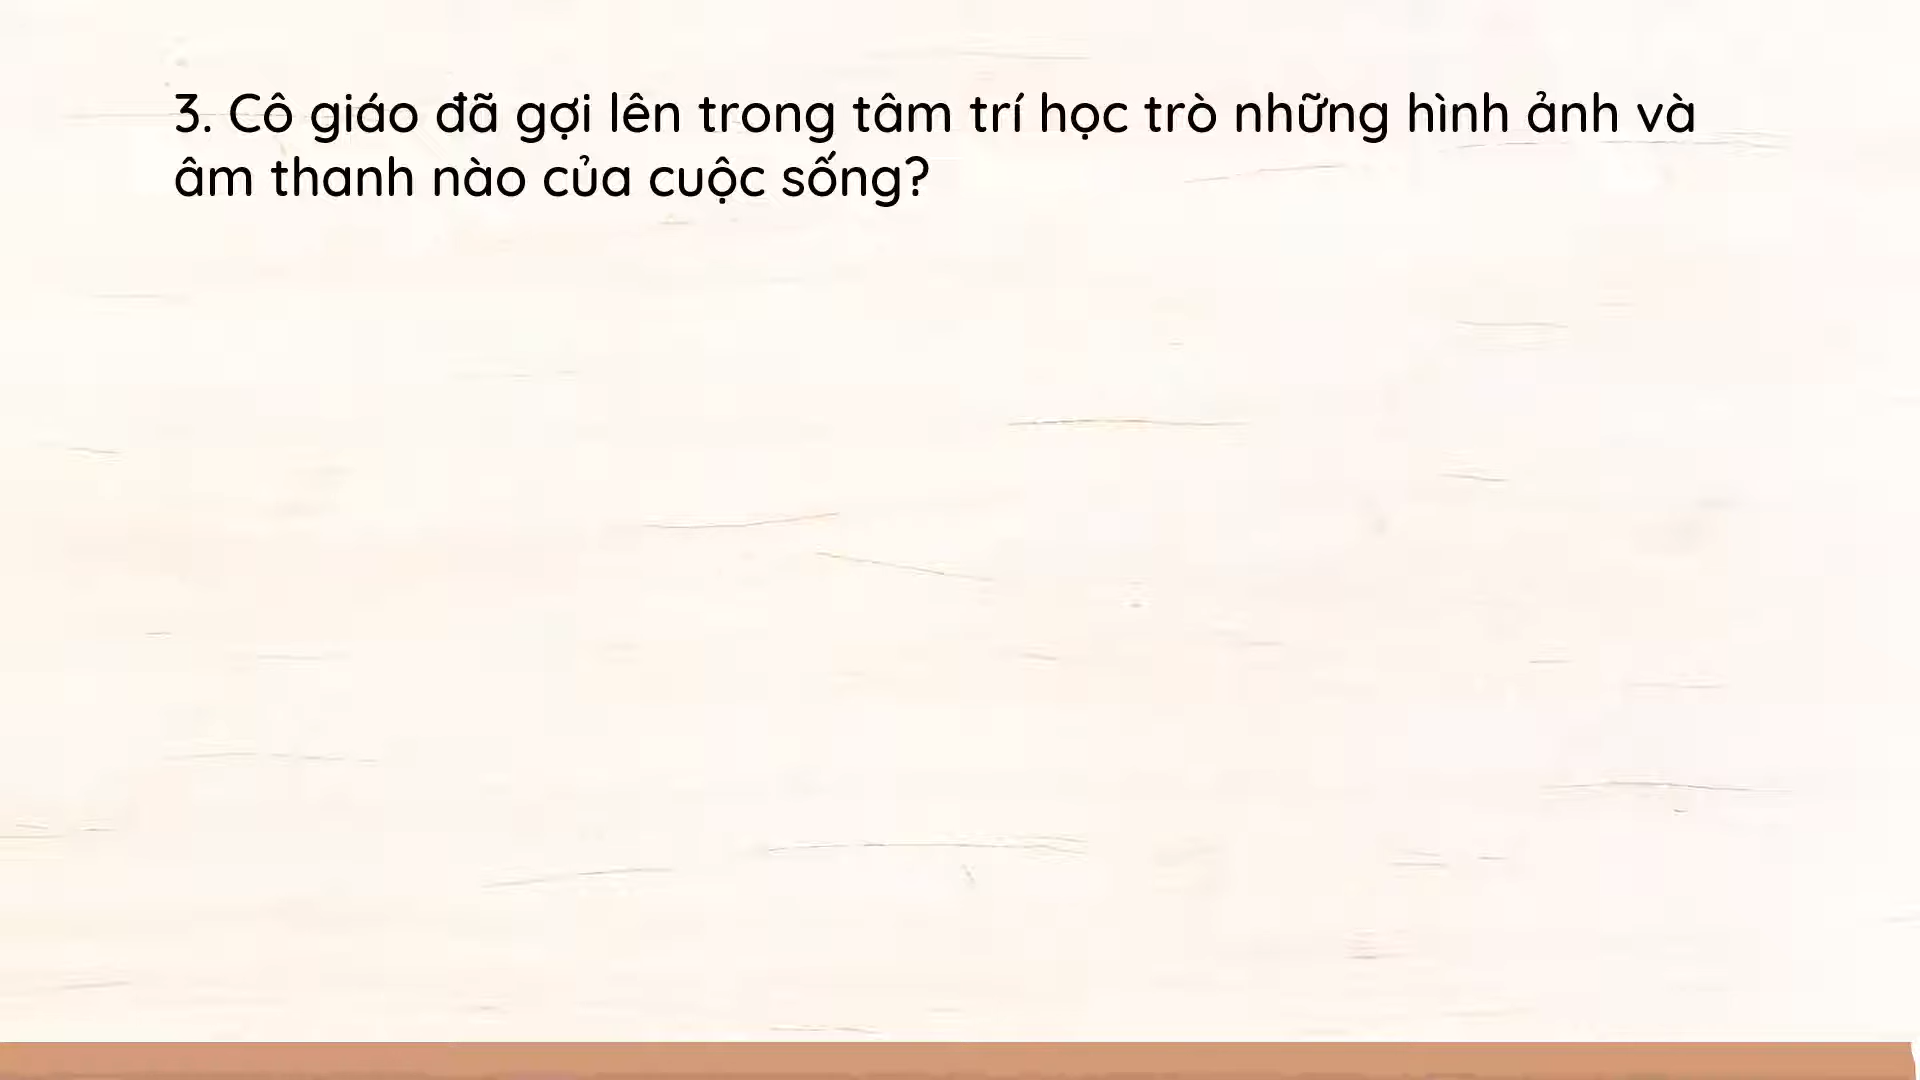 3. Cô giáo đã gợi lên trong tâm trí học trò những hình ảnh và
âm thanh nào của cuộc sống?